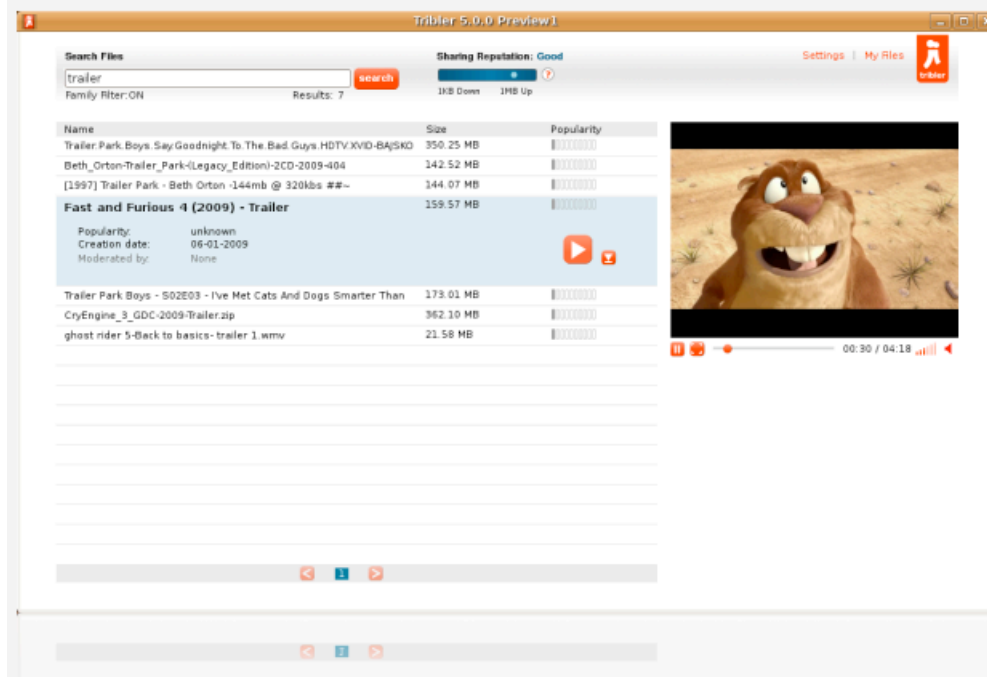 Tribler 5.0.0 Preview1
Search Files
Sharing Reputation: Good
Settings | My Files
trailer
search
?
tribler
Family Filter:ON
Results: 7
1KB Down
1MB Up
Name Size Popularity
Trailer.Park.Boys.Say.Goodnight.To.The.Bad.Guys.HDTV.XVID-BAJSKO 350.25 MB
Beth_Orton-Trailer_Park-(Legacy_Edition)-2CD-2009-404 142.52 MB
[1997] Trailer Park - Beth Orton -144mb @ 320kbs ##~ 144.07 MB
Fast and Furious 4 (2009) - Trailer 159.57 MB
Popularity: unknown
Creation date: 06-01-2009
Moderated by: None
Trailer Park Boys - S02E03 - I've Met Cats And Dogs Smarter Than 173.01 MB
CryEngine_3_GDC-2009-Trailer.zip 362.10 MB
ghost rider 5-Back to basics- trailer 1.wmv 21.58 MB
00:30 / 04:18
< 1 >
< 1 >